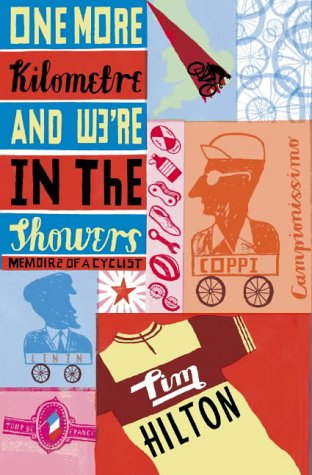 ONE MORE
Kilometre
AND WE'RE
IN THE
Showers
MEMOIRS OF A CYCLIST
Campionissimo
COPPI
LENIN
TOUR DE FRANCE
Tim
HILTON